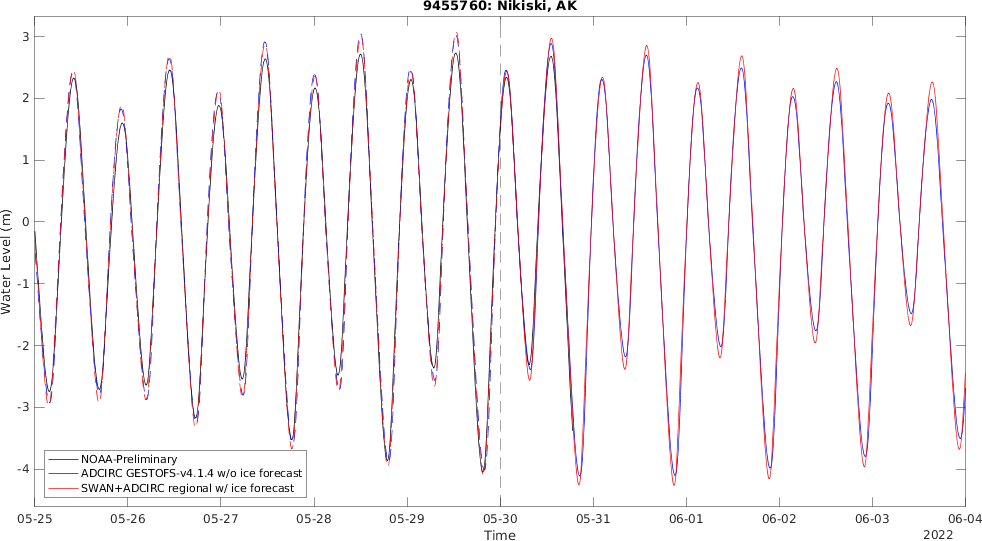 9455760: Nikiski, AK
3
2
1
0
-1
-2
-3
-4
Water Level (m)
NOAA-Preliminary
ADCIRC GESTOFS-v4.1.4 w/o ice forecast
SWAN+ADCIRC regional w/ ice forecast
05-25 05-26 05-27 05-28 05-29 05-30 05-31 06-01 06-02 06-03 06-04
Time
2022